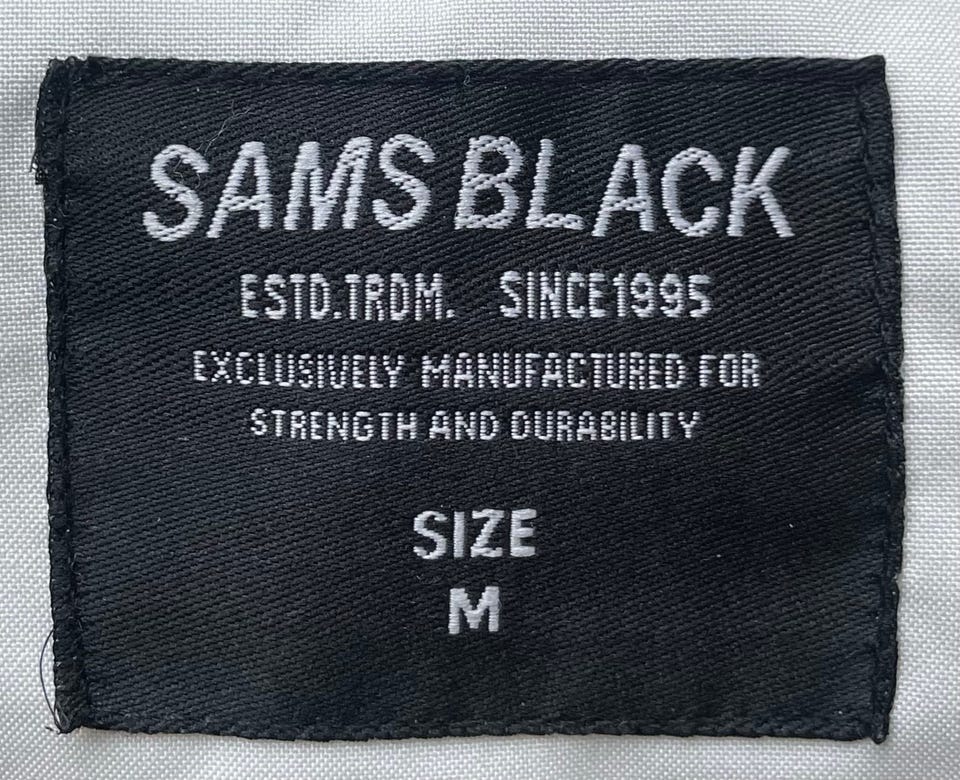 SAMS BLACK
ESTD.TRDM. SINCE1995
EXCLUSIVELY MANUFACTURED FOR
STRENGTH AND DURABILITY
SIZE
M